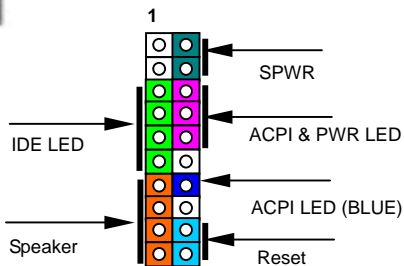 1
SPWR
IDE LED
ACPI & PWR LED
ACPI LED (BLUE)
Speaker
Reset